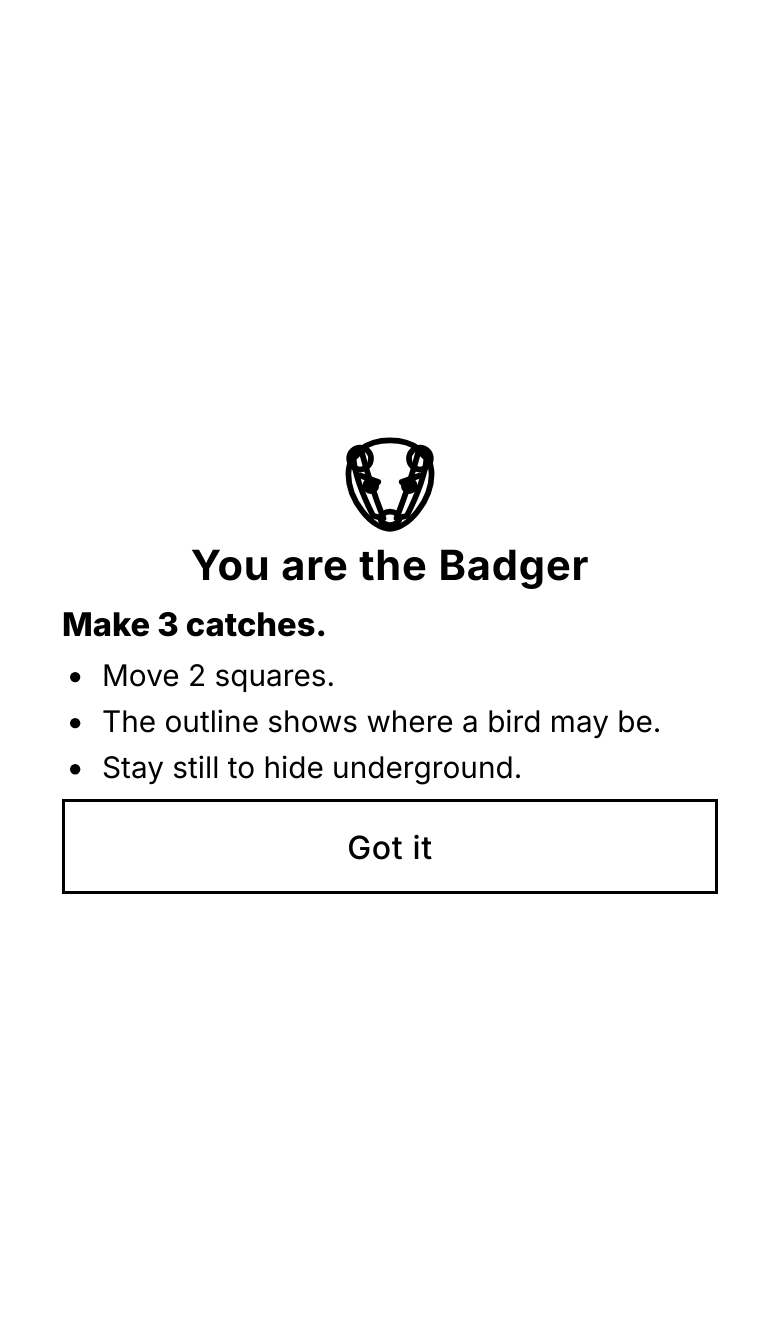 You are the Badger
Make 3 catches.
Move 2 squares.
The outline shows where a bird may be.
Stay still to hide underground.
Got it